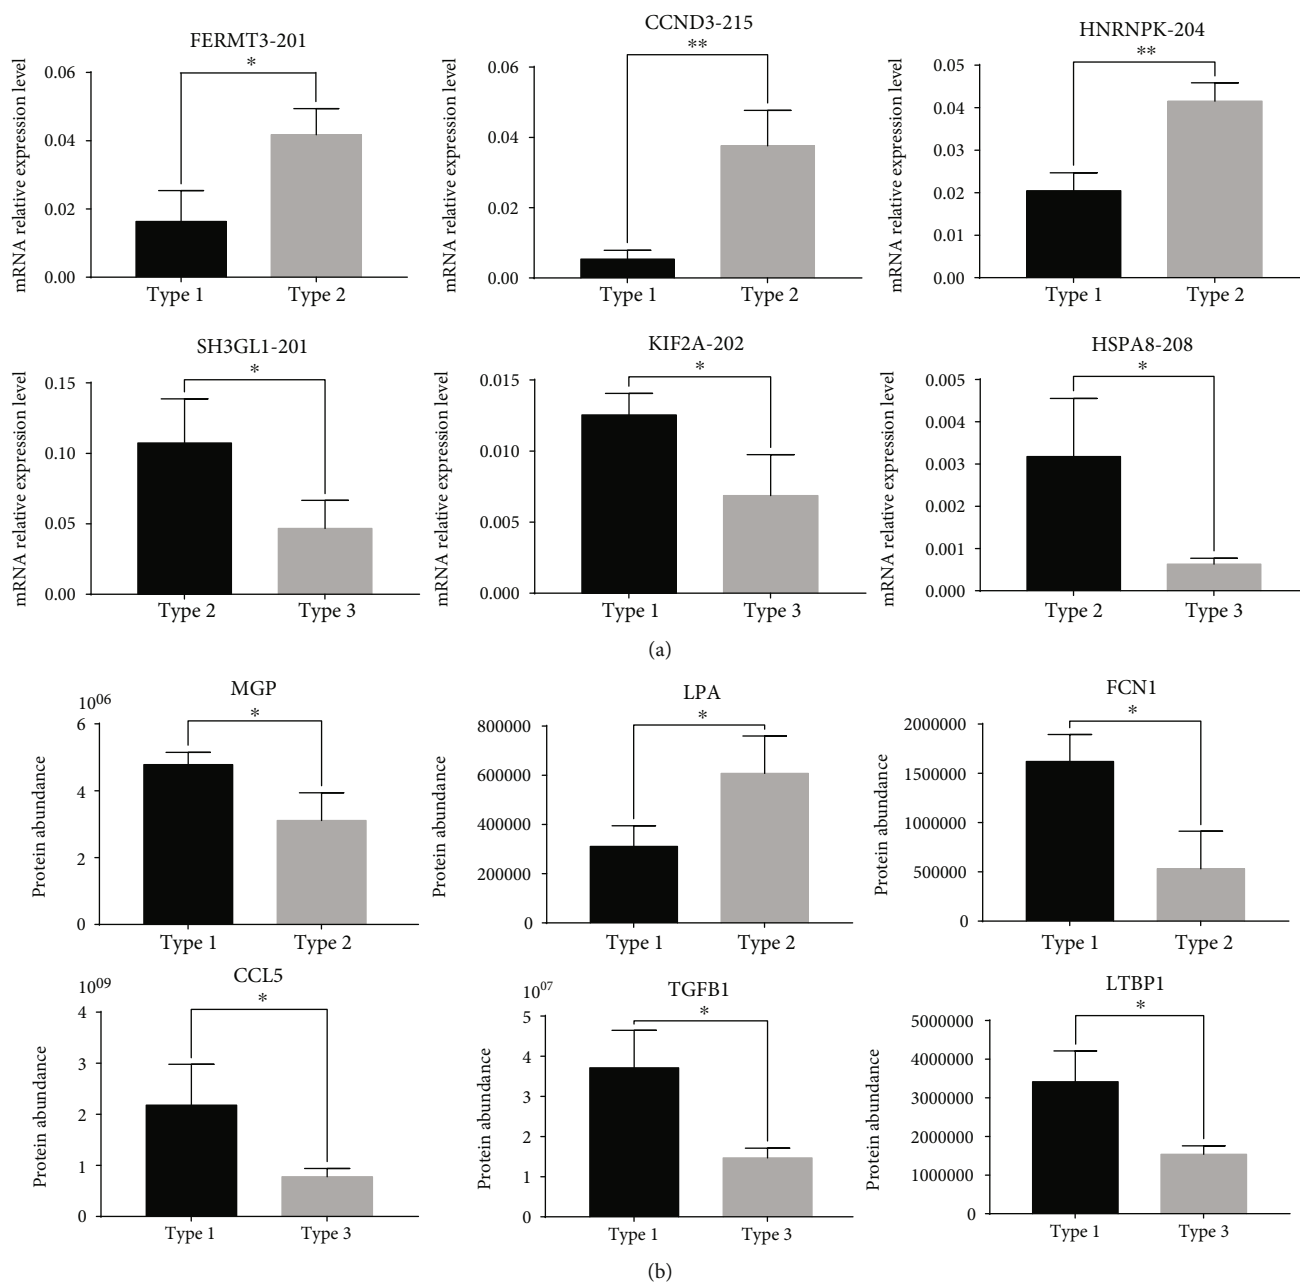 FERMT3-201
*
mRNA relative expression level
0.06
0.04
0.02
0.00
Type 1 Type 2
CCND3-215
**
mRNA relative expression level
0.06
0.04
0.02
0.00
Type 1 Type 2
HNRNPK-204
**
mRNA relative expression level
0.05
0.04
0.03
0.02
0.01
0.00
Type 1 Type 2
SH3GL1-201
*
mRNA relative expression level
0.15
0.10
0.05
0.00
Type 2 Type 3
KIF2A-202
*
mRNA relative expression level
0.015
0.010
0.005
0.000
Type 1 Type 3
HSPA8-208
*
mRNA relative expression level
0.005
0.004
0.003
0.002
0.001
0.000
Type 2 Type 3
(a)
MGP
*
10⁰⁶
Protein abundance
6
4
2
0
Type 1 Type 2
LPA
*
Protein abundance
800000
600000
400000
200000
0
Type 1 Type 2
FCN1
*
Protein abundance
2000000
1500000
1000000
500000
0
Type 1 Type 2
CCL5
*
10⁰⁹
Protein abundance
4
3
2
1
0
Type 1 Type 3
TGFB1
*
10⁰⁷
Protein abundance
5
4
3
2
1
0
Type 1 Type 3
LTBP1
*
Protein abundance
5000000
4000000
3000000
2000000
1000000
0
Type 1 Type 3
(b)